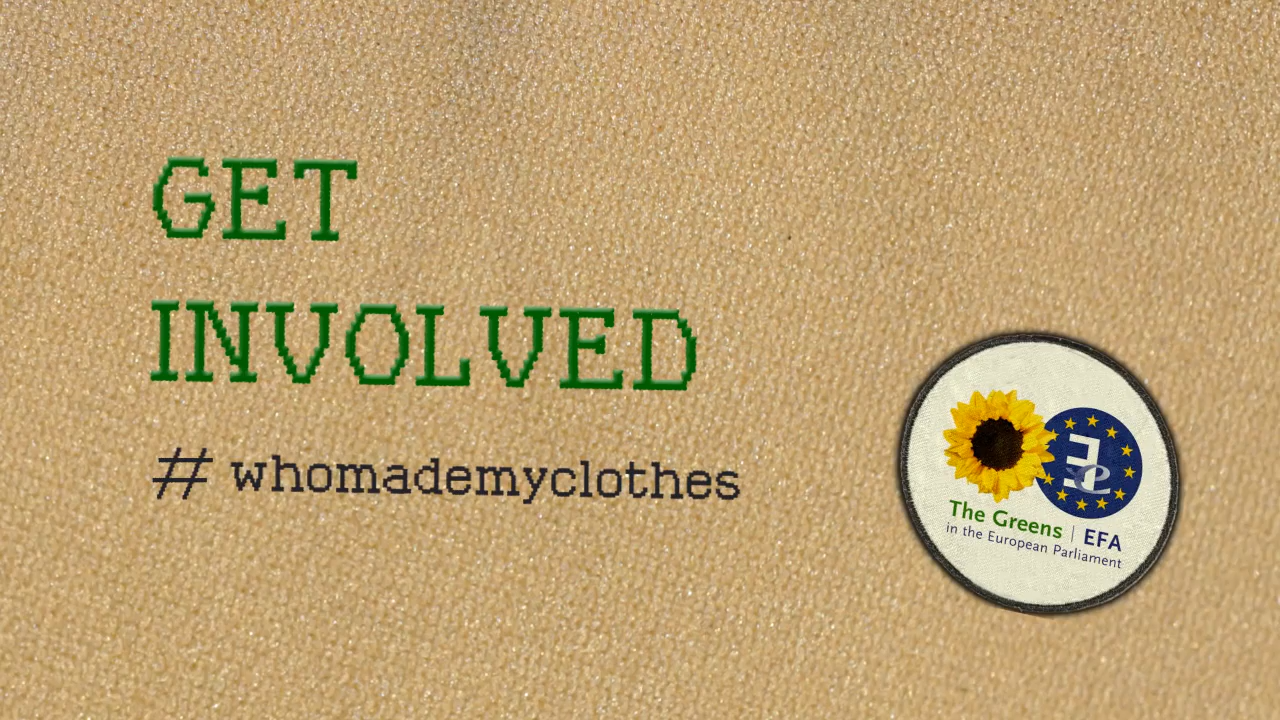 GET
INVOLVED
# whomademyclothes
The Greens | EFA
in the European Parliament